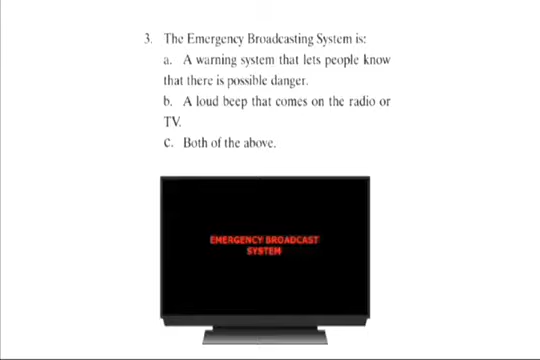 3. The Emergency Broadcasting System is:
a. A warning system that lets people know
that there is possible danger.
b. A loud beep that comes on the radio or
TV.
c. Both of the above.
EMERGENCY BROADCAST
SYSTEM